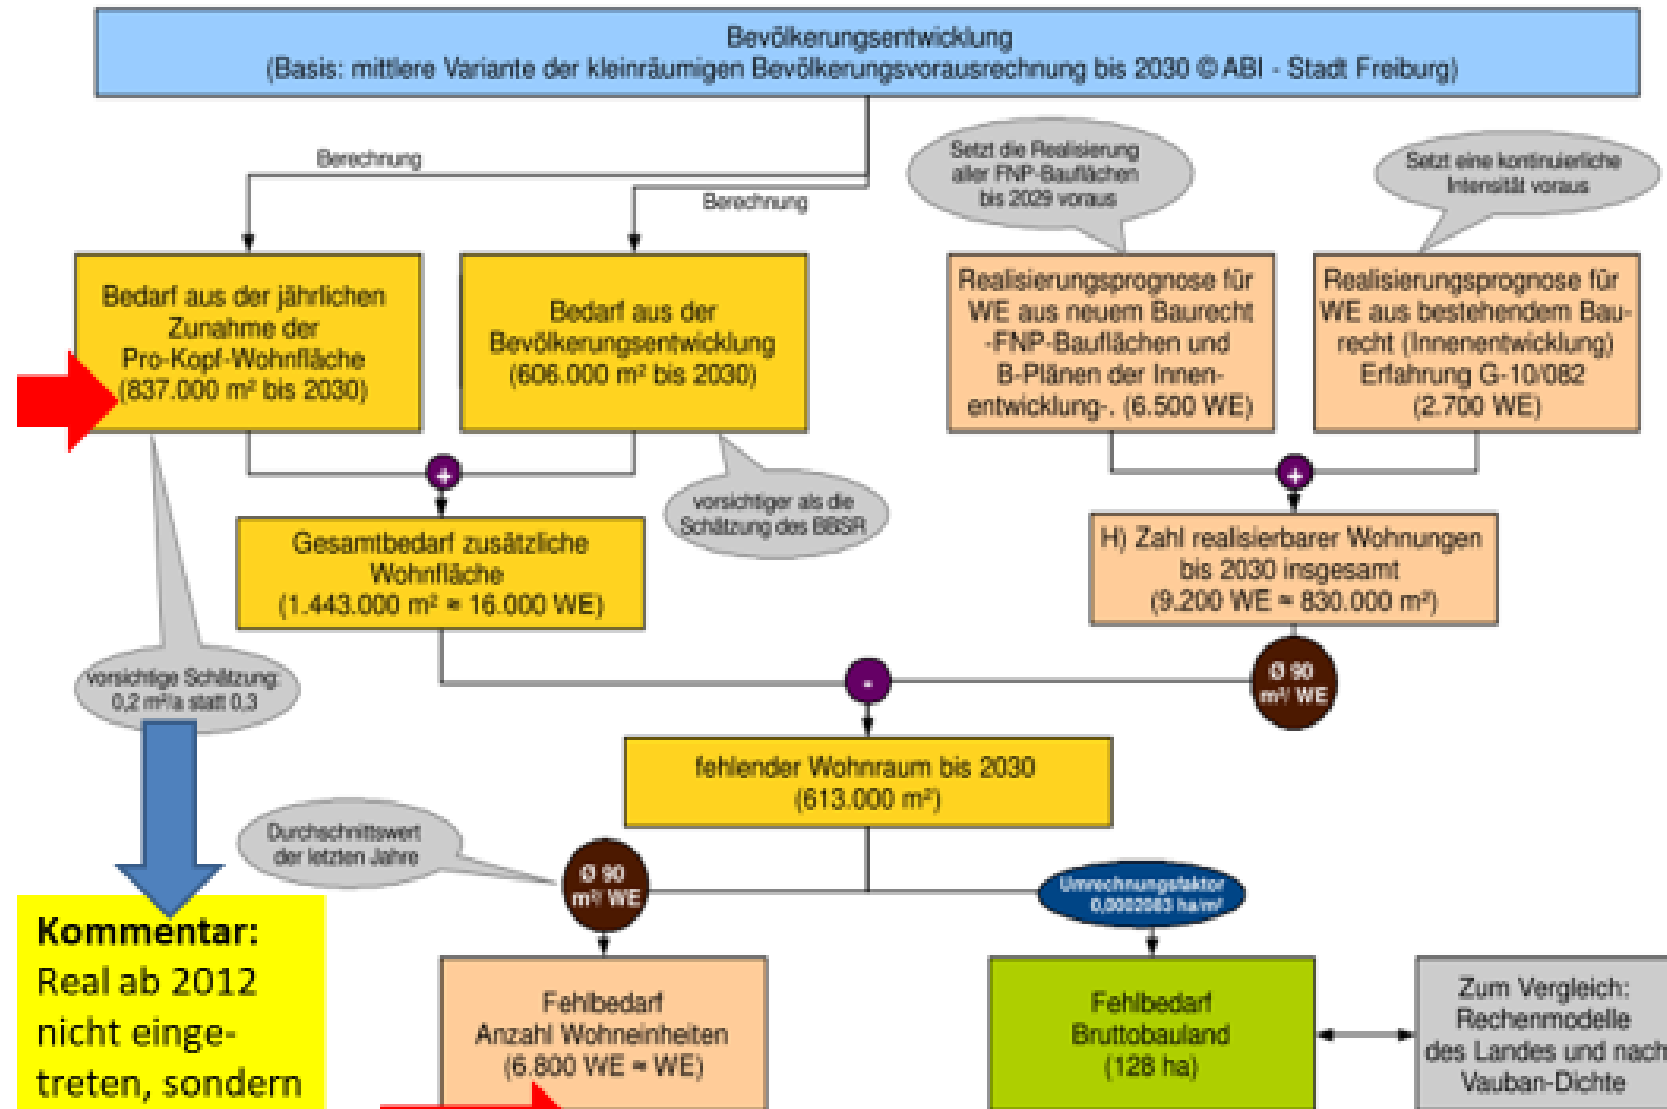 Bevölkerungsentwicklung
(Basis: mittlere Variante der kleinräumigen Bevölkerungsvorausrechnung bis 2030 © ABI - Stadt Freiburg)
Berechnung
Berechnung
Setzt die Realisierung
aller FNP-Bauflächen
bis 2029 voraus
Setzt eine kontinuierliche
Intensität voraus
Bedarf aus der jährlichen
Zunahme der
Pro-Kopf-Wohnfläche
(837.000 m² bis 2030)
Bedarf aus der
Bevölkerungsentwicklung
(606.000 m² bis 2030)
Realisierungsprognose für
WE aus neuem Baurecht
-FNP-Bauflächen und
B-Plänen der Innen-
entwicklung-. (6.500 WE)
Realisierungsprognose für
WE aus bestehendem Bau-
recht (Innenentwicklung)
Erfahrung G-10/082
(2.700 WE)
+
+
vorsichtiger als die
Schätzung des BBSR
Gesamtbedarf zusätzliche
Wohnfläche
(1.443.000 m² ≈ 16.000 WE)
H) Zahl realisierbarer Wohnungen
bis 2030 insgesamt
(9.200 WE ≈ 830.000 m²)
vorsichtige Schätzung:
0,2 m²/a statt 0,3
-
Ø 90
m²/ WE
fehlender Wohnraum bis 2030
(613.000 m²)
Durchschnittswert
der letzten Jahre
Ø 90
m²/ WE
Umrechnungsfaktor
0,0002083 ha/m²
Kommentar:
Real ab 2012
nicht einge-
treten, sondern
Fehlbedarf
Anzahl Wohneinheiten
(6.800 WE ≈ WE)
Fehlbedarf
Bruttobauland
(128 ha)
Zum Vergleich:
Rechenmodelle
des Landes und nach
Vauban-Dichte